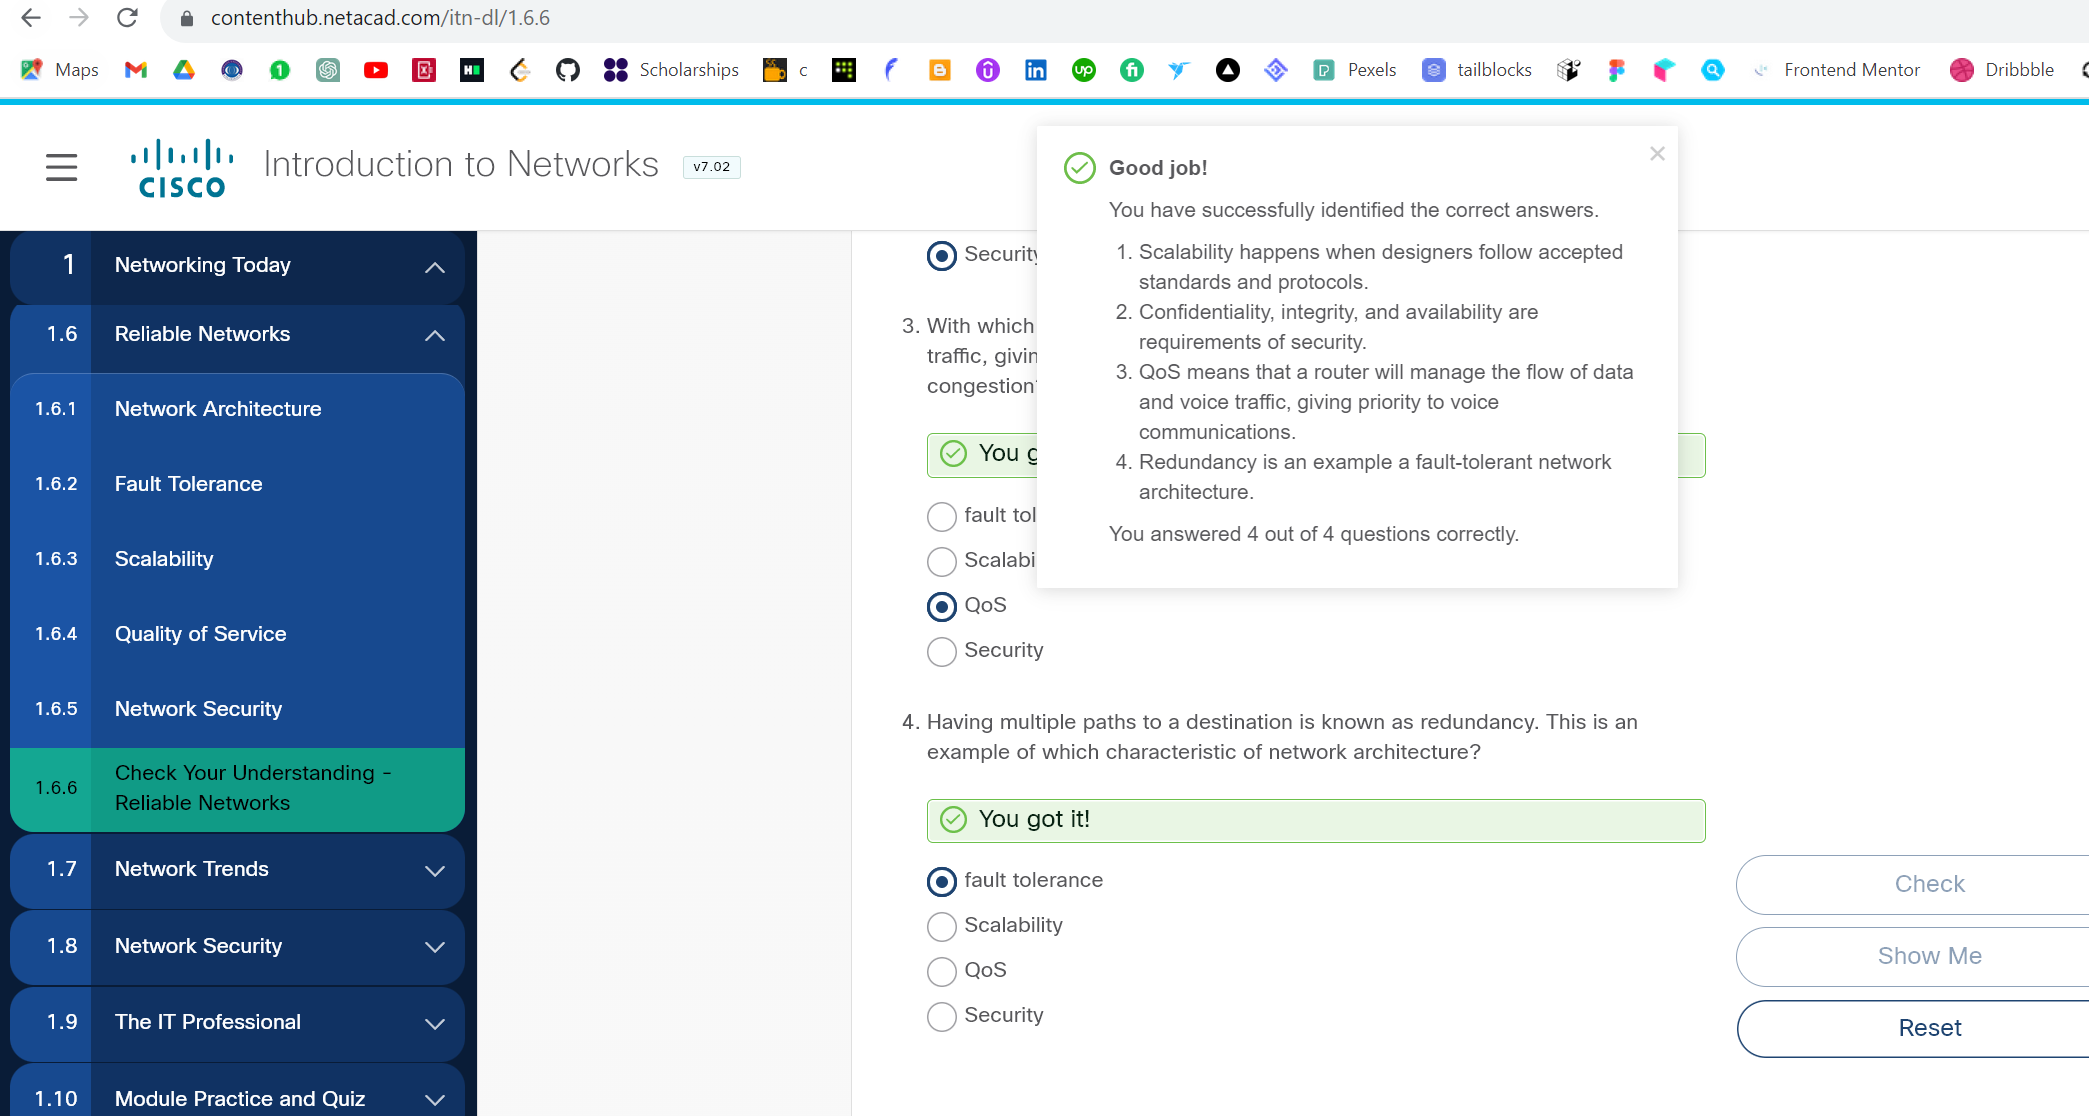 contenthub.netacad.com/itn-dl/1.6.6
Maps
Scholarships
c
up
fi
in
P
Pexels
tailblocks
Frontend Mentor
Dribbble
CISCO
Introduction to Networks
v7.02
1 Networking Today
1.6 Reliable Networks
1.6.1 Network Architecture
1.6.2 Fault Tolerance
1.6.3 Scalability
1.6.4 Quality of Service
1.6.5 Network Security
1.6.6 Check Your Understanding -
Reliable Networks
1.7 Network Trends
1.8 Network Security
1.9 The IT Professional
1.10 Module Practice and Quiz
Security
3. With which
traffic, givin
congestion?
You g
fault tol
Scalabi
QoS
Security
4. Having multiple paths to a destination is known as redundancy. This is an
example of which characteristic of network architecture?
You got it!
fault tolerance
Scalability
QoS
Security
Good job!
You have successfully identified the correct answers.
1. Scalability happens when designers follow accepted
standards and protocols.
2. Confidentiality, integrity, and availability are
requirements of security.
3. QoS means that a router will manage the flow of data
and voice traffic, giving priority to voice
communications.
4. Redundancy is an example a fault-tolerant network
architecture.
You answered 4 out of 4 questions correctly.
Check
Show Me
Reset